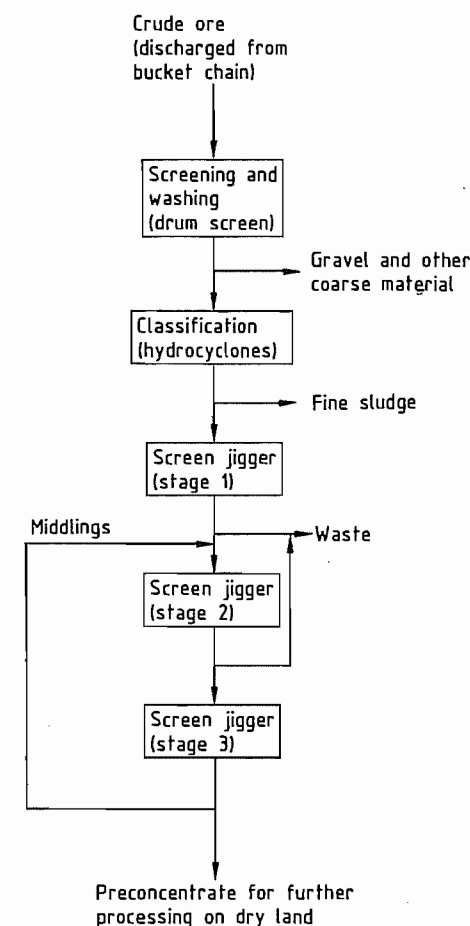 Crude ore
(discharged from
bucket chain)
Screening and
washing
(drum screen)
Gravel and other
coarse material
Classification
(hydrocyclones)
Fine sludge
Screen jigger
(stage 1)
Middlings
Waste
Screen jigger
(stage 2)
Screen jigger
(stage 3)
Preconcentrate for further
processing on dry land